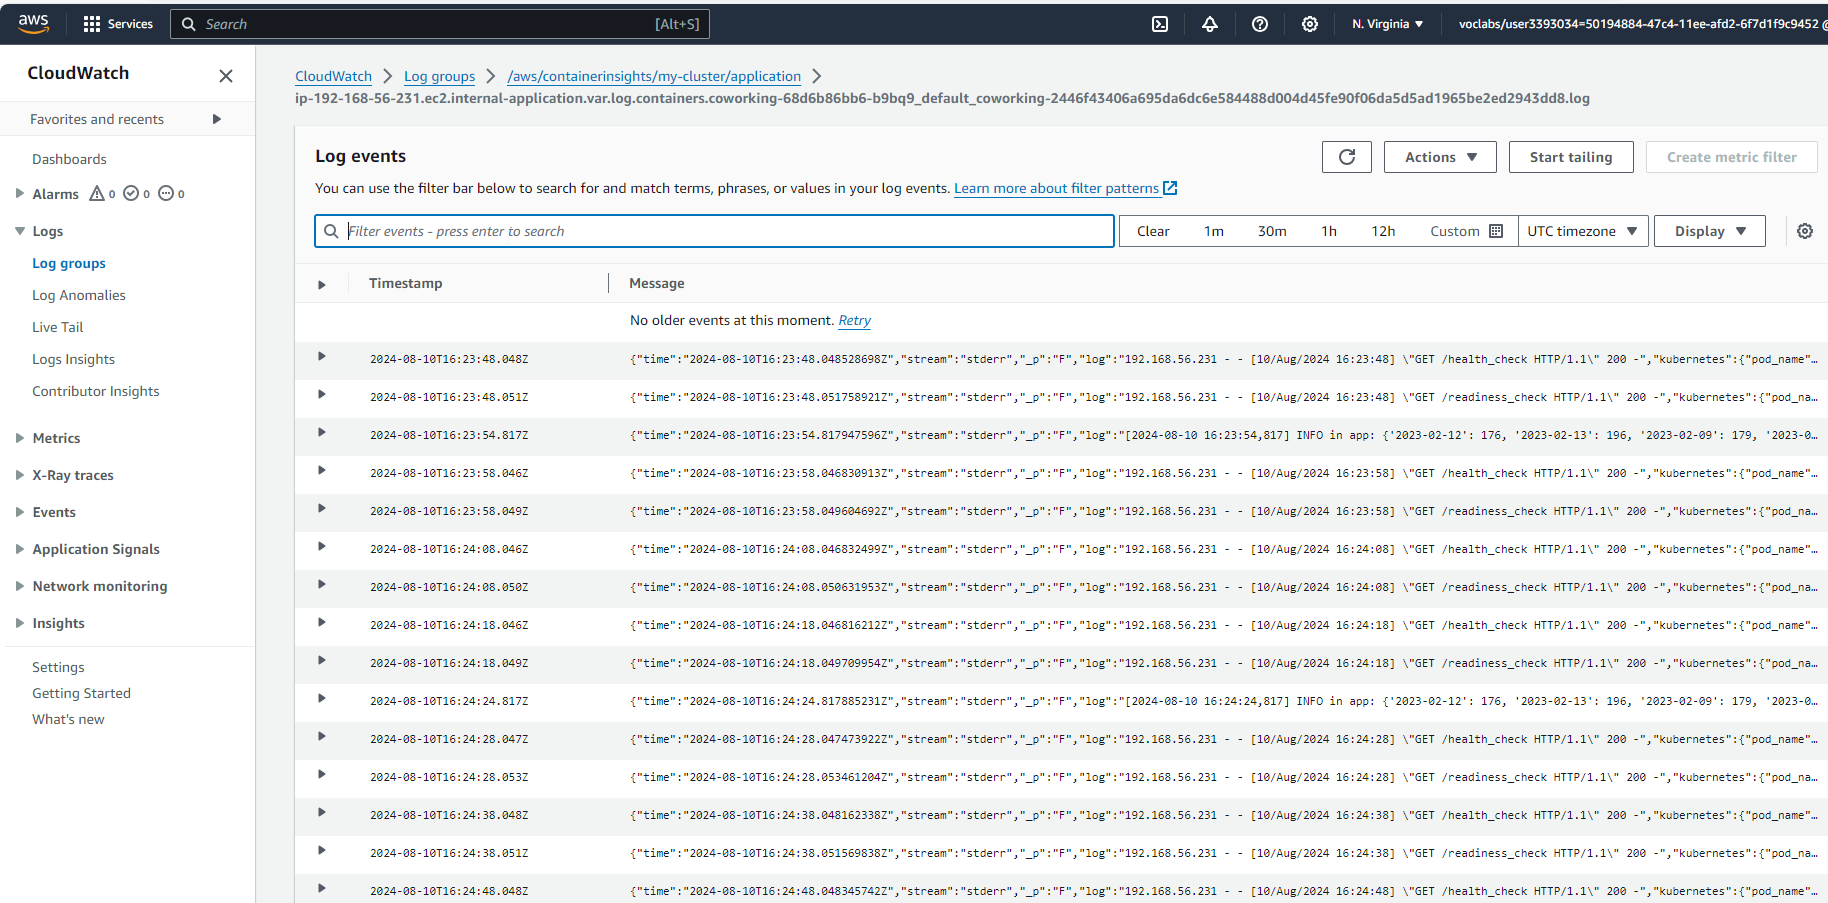 aws Services Search [Alt+S] N. Virginia voclabs/user3393034=50194884-47c4-11ee-afd2-6f7d1f9c9452 @
CloudWatch
Favorites and recents
Dashboards
Alarms 0 0 0
Logs
Log groups
Log Anomalies
Live Tail
Logs Insights
Contributor Insights
Metrics
X-Ray traces
Events
Application Signals
Network monitoring
Insights
Settings
Getting Started
What's new
CloudWatch Log groups /aws/containerinsights/my-cluster/application
ip-192-168-56-231.ec2.internal-application.var.log.containers.coworking-68d6b86bb6-b9bq9_default_coworking-2446f43406a695da6dc6e584488d004d45fe90f06da5d5ad1965be2ed2943dd8.log
Log events
Actions Start tailing Create metric filter
You can use the filter bar below to search for and match terms, phrases, or values in your log events. Learn more about filter patterns
Filter events - press enter to search Clear 1m 30m 1h 12h Custom UTC timezone Display
Timestamp Message
No older events at this moment. Retry
2024-08-10T16:23:48.048Z {"time":"2024-08-10T16:23:48.048528698Z","stream":"stderr","_p":"F","log":"192.168.56.231 - - [10/Aug/2024 16:23:48] \"GET /health_check HTTP/1.1\" 200 -","kubernetes":{"pod_name"…
2024-08-10T16:23:48.051Z {"time":"2024-08-10T16:23:48.051758921Z","stream":"stderr","_p":"F","log":"192.168.56.231 - - [10/Aug/2024 16:23:48] \"GET /readiness_check HTTP/1.1\" 200 -","kubernetes":{"pod_na…
2024-08-10T16:23:54.817Z {"time":"2024-08-10T16:23:54.817947596Z","stream":"stderr","_p":"F","log":"[2024-08-10 16:23:54,817] INFO in app: {'2023-02-12': 176, '2023-02-13': 196, '2023-02-09': 179, '2023-0…
2024-08-10T16:23:58.046Z {"time":"2024-08-10T16:23:58.046830913Z","stream":"stderr","_p":"F","log":"192.168.56.231 - - [10/Aug/2024 16:23:58] \"GET /health_check HTTP/1.1\" 200 -","kubernetes":{"pod_name"…
2024-08-10T16:23:58.049Z {"time":"2024-08-10T16:23:58.049604692Z","stream":"stderr","_p":"F","log":"192.168.56.231 - - [10/Aug/2024 16:23:58] \"GET /readiness_check HTTP/1.1\" 200 -","kubernetes":{"pod_na…
2024-08-10T16:24:08.046Z {"time":"2024-08-10T16:24:08.046832499Z","stream":"stderr","_p":"F","log":"192.168.56.231 - - [10/Aug/2024 16:24:08] \"GET /health_check HTTP/1.1\" 200 -","kubernetes":{"pod_name"…
2024-08-10T16:24:08.050Z {"time":"2024-08-10T16:24:08.050631953Z","stream":"stderr","_p":"F","log":"192.168.56.231 - - [10/Aug/2024 16:24:08] \"GET /readiness_check HTTP/1.1\" 200 -","kubernetes":{"pod_na…
2024-08-10T16:24:18.046Z {"time":"2024-08-10T16:24:18.046816212Z","stream":"stderr","_p":"F","log":"192.168.56.231 - - [10/Aug/2024 16:24:18] \"GET /health_check HTTP/1.1\" 200 -","kubernetes":{"pod_name"…
2024-08-10T16:24:18.049Z {"time":"2024-08-10T16:24:18.049709954Z","stream":"stderr","_p":"F","log":"192.168.56.231 - - [10/Aug/2024 16:24:18] \"GET /readiness_check HTTP/1.1\" 200 -","kubernetes":{"pod_na…
2024-08-10T16:24:24.817Z {"time":"2024-08-10T16:24:24.817885231Z","stream":"stderr","_p":"F","log":"[2024-08-10 16:24:24,817] INFO in app: {'2023-02-12': 176, '2023-02-13': 196, '2023-02-09': 179, '2023-0…
2024-08-10T16:24:28.047Z {"time":"2024-08-10T16:24:28.047473922Z","stream":"stderr","_p":"F","log":"192.168.56.231 - - [10/Aug/2024 16:24:28] \"GET /health_check HTTP/1.1\" 200 -","kubernetes":{"pod_name"…
2024-08-10T16:24:28.053Z {"time":"2024-08-10T16:24:28.053461204Z","stream":"stderr","_p":"F","log":"192.168.56.231 - - [10/Aug/2024 16:24:28] \"GET /readiness_check HTTP/1.1\" 200 -","kubernetes":{"pod_na…
2024-08-10T16:24:38.048Z {"time":"2024-08-10T16:24:38.048162338Z","stream":"stderr","_p":"F","log":"192.168.56.231 - - [10/Aug/2024 16:24:38] \"GET /health_check HTTP/1.1\" 200 -","kubernetes":{"pod_name"…
2024-08-10T16:24:38.051Z {"time":"2024-08-10T16:24:38.051569838Z","stream":"stderr","_p":"F","log":"192.168.56.231 - - [10/Aug/2024 16:24:38] \"GET /readiness_check HTTP/1.1\" 200 -","kubernetes":{"pod_na…
2024-08-10T16:24:48.048Z {"time":"2024-08-10T16:24:48.048345742Z","stream":"stderr","_p":"F","log":"192.168.56.231 - - [10/Aug/2024 16:24:48] \"GET /health_check HTTP/1.1\" 200 -","kubernetes":{"pod_name"…